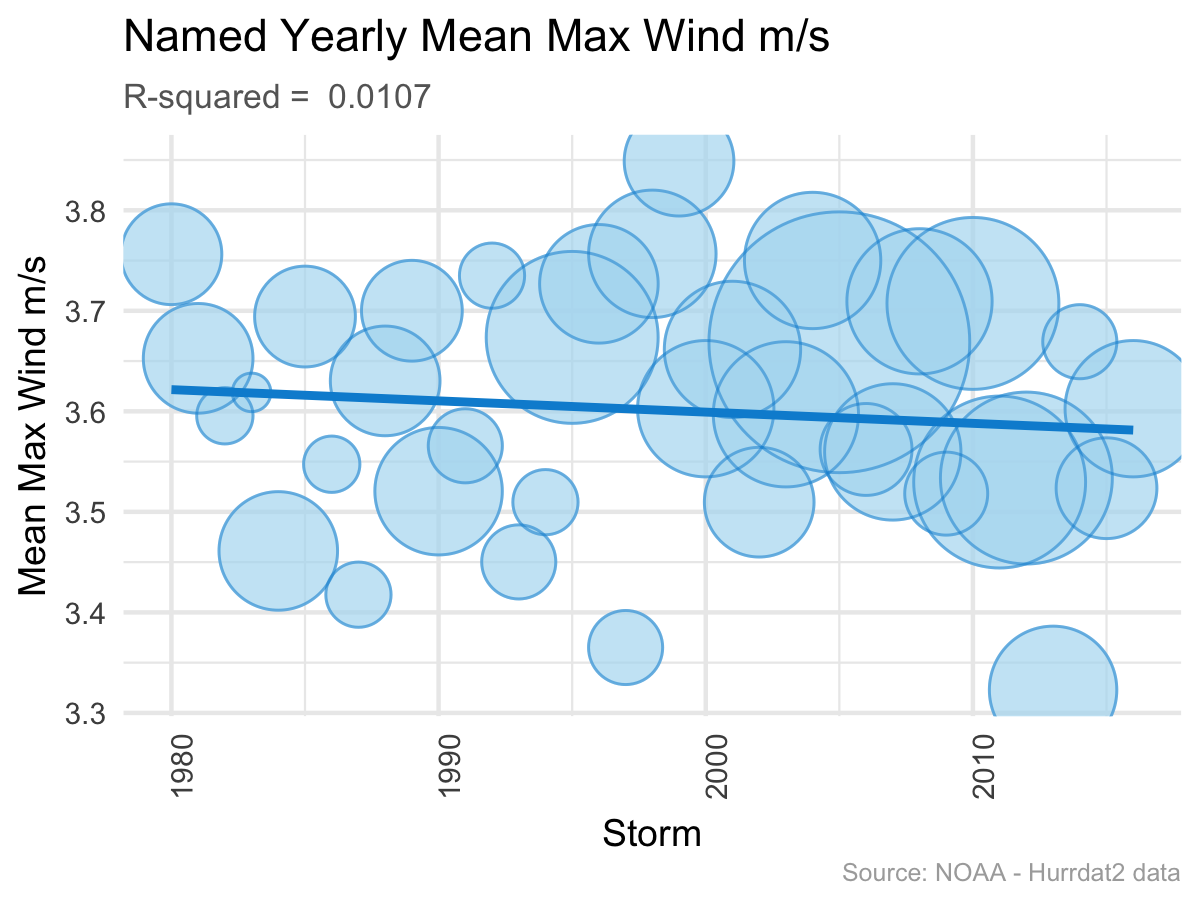 Named Yearly Mean Max Wind m/s
R-squared =  0.0107
Mean Max Wind m/s
3.8
3.7
3.6
3.5
3.4
3.3
1980
1990
2000
2010
Storm
Source: NOAA - Hurrdat2 data